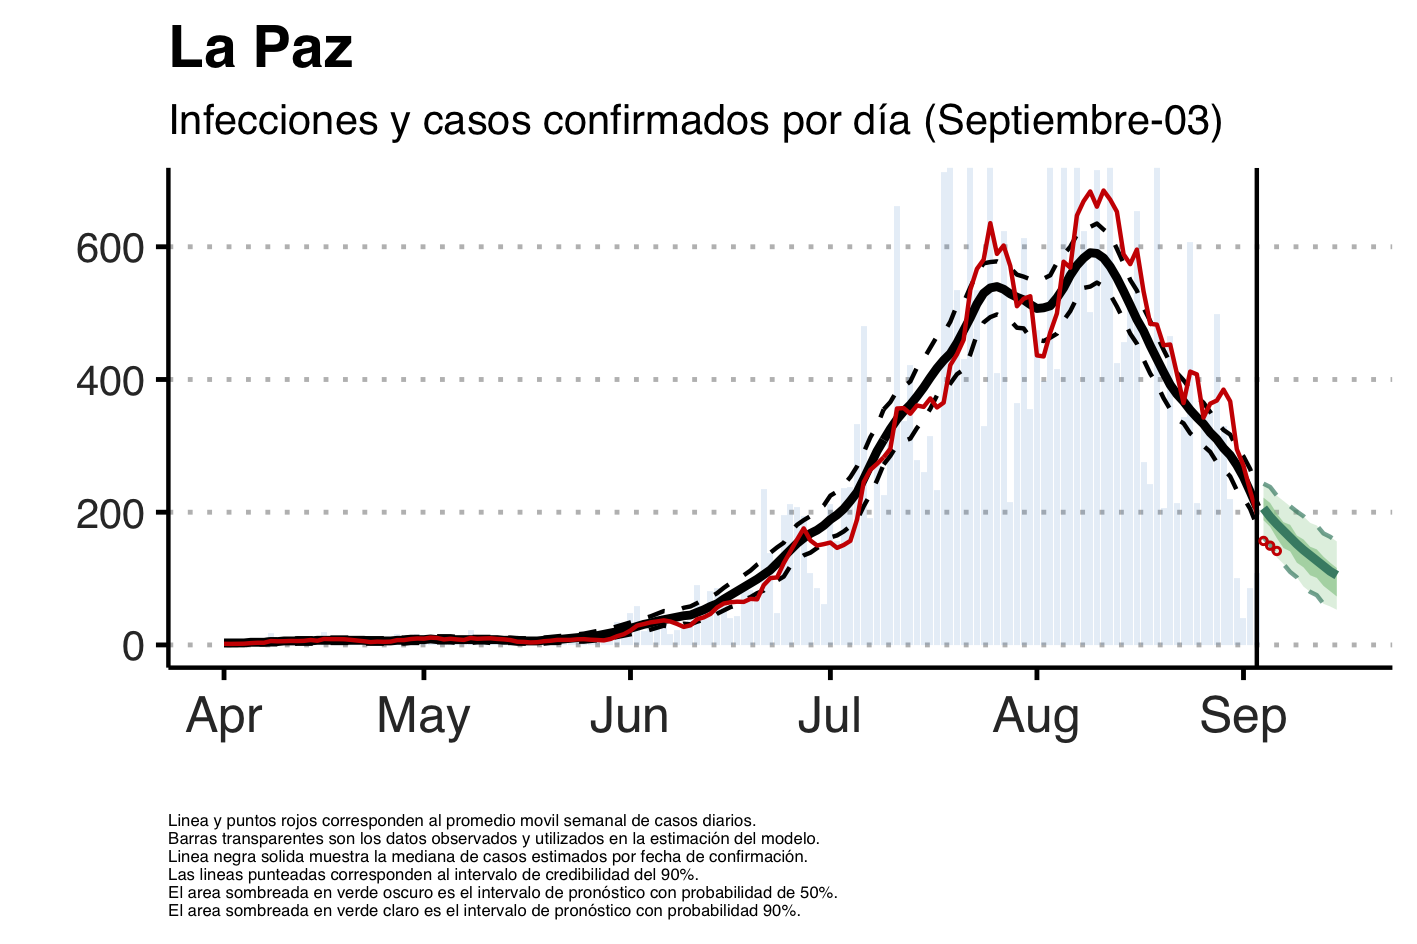 La Paz
Infecciones y casos confirmados por día (Septiembre-03)
600
400
200
0
Apr May Jun Jul Aug Sep
Linea y puntos rojos corresponden al promedio movil semanal de casos diarios.
Barras transparentes son los datos observados y utilizados en la estimación del modelo.
Linea negra solida muestra la mediana de casos estimados por fecha de confirmación.
Las lineas punteadas corresponden al intervalo de credibilidad del 90%.
El area sombreada en verde oscuro es el intervalo de pronóstico con probabilidad de 50%.
El area sombreada en verde claro es el intervalo de pronóstico con probabilidad 90%.